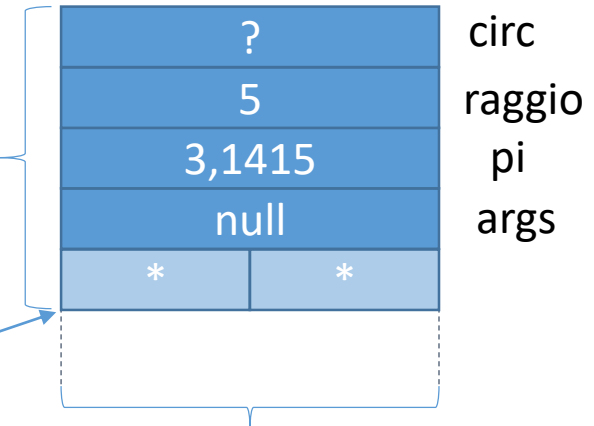 ? circ
5 raggio
3,1415 pi
null args
* *